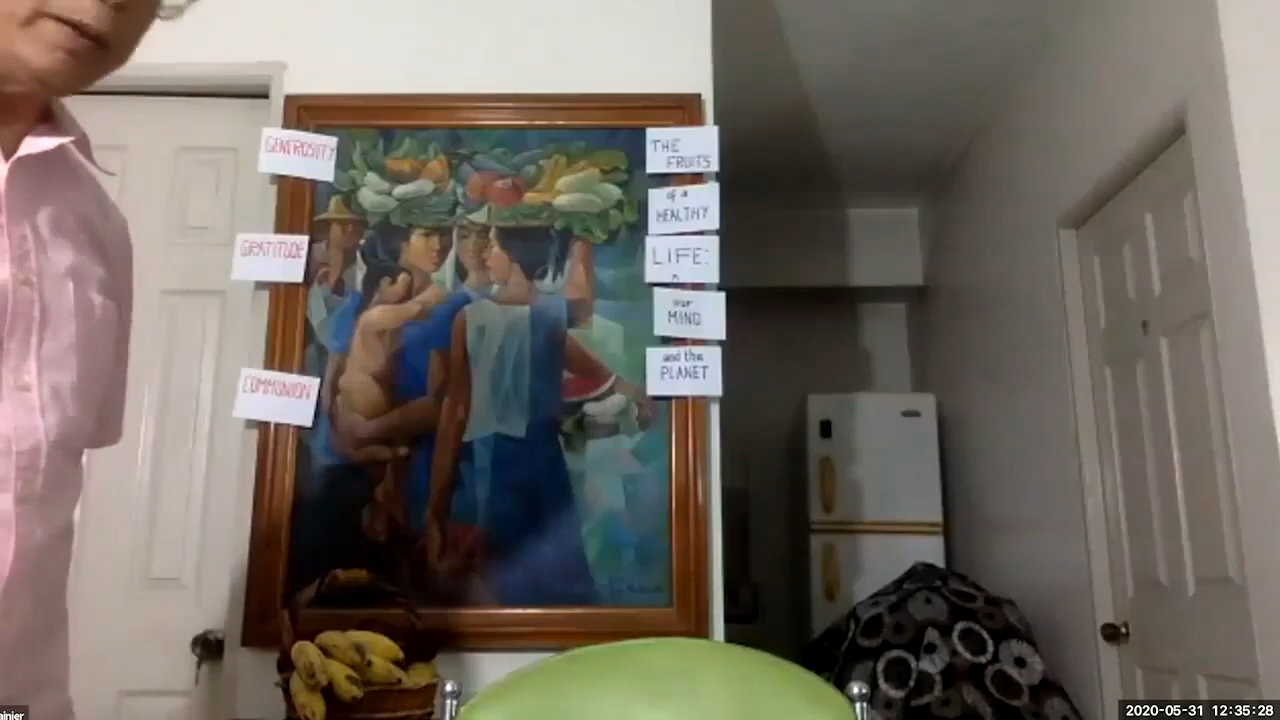 GENEROSITY
GRATITUDE
COMMUNION
THE
FRUITS
of a
HEALTHY
LIFE:
our
MIND
and the
PLANET
2020-05-31 12:35:28